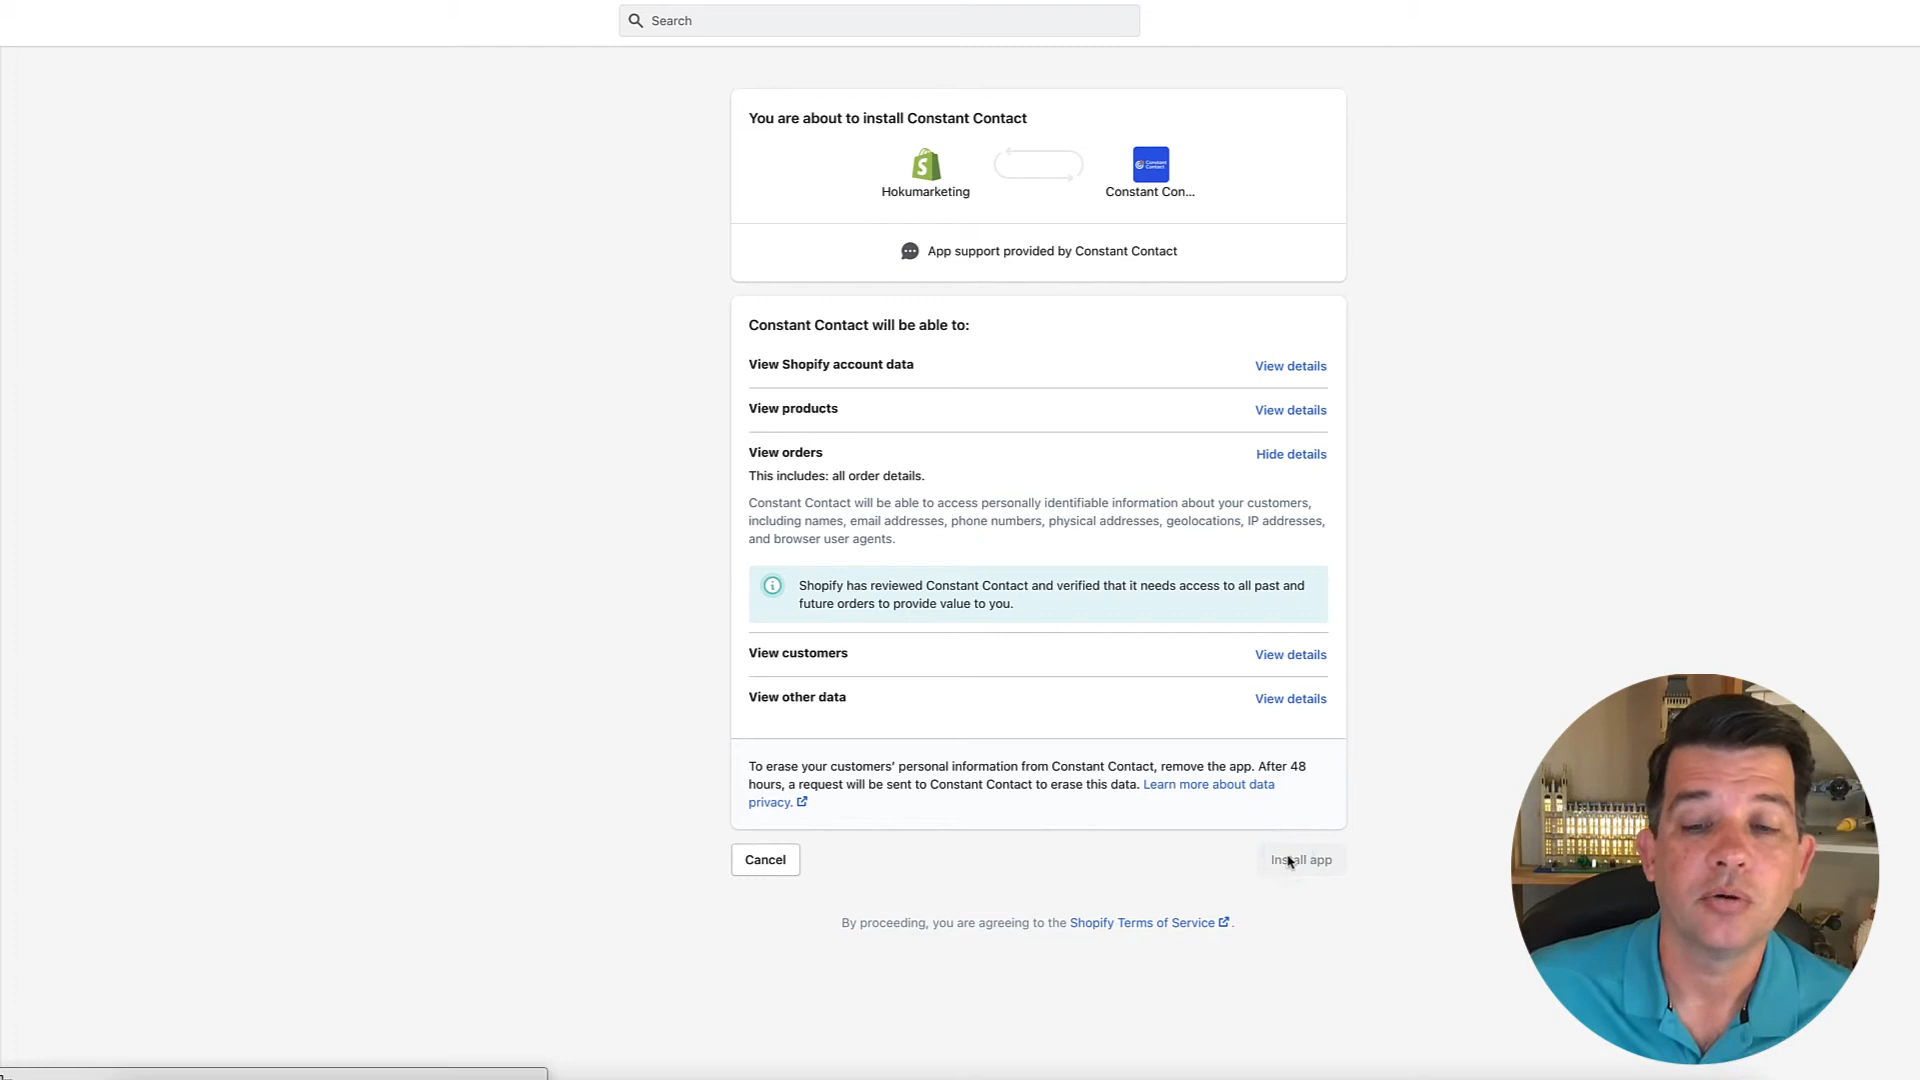 Search
You are about to install Constant Contact
Constant Contact
Hokumarketing
Constant Con...
App support provided by Constant Contact
Constant Contact will be able to:
View Shopify account data
View details
View products
View details
View orders
Hide details
This includes: all order details.
Constant Contact will be able to access personally identifiable information about your customers,
including names, email addresses, phone numbers, physical addresses, geolocations, IP addresses,
and browser user agents.
Shopify has reviewed Constant Contact and verified that it needs access to all past and
future orders to provide value to you.
View customers
View details
View other data
View details
To erase your customers' personal information from Constant Contact, remove the app. After 48
hours, a request will be sent to Constant Contact to erase this data. Learn more about data
privacy.
Cancel
Install app
By proceeding, you are agreeing to the Shopify Terms of Service .